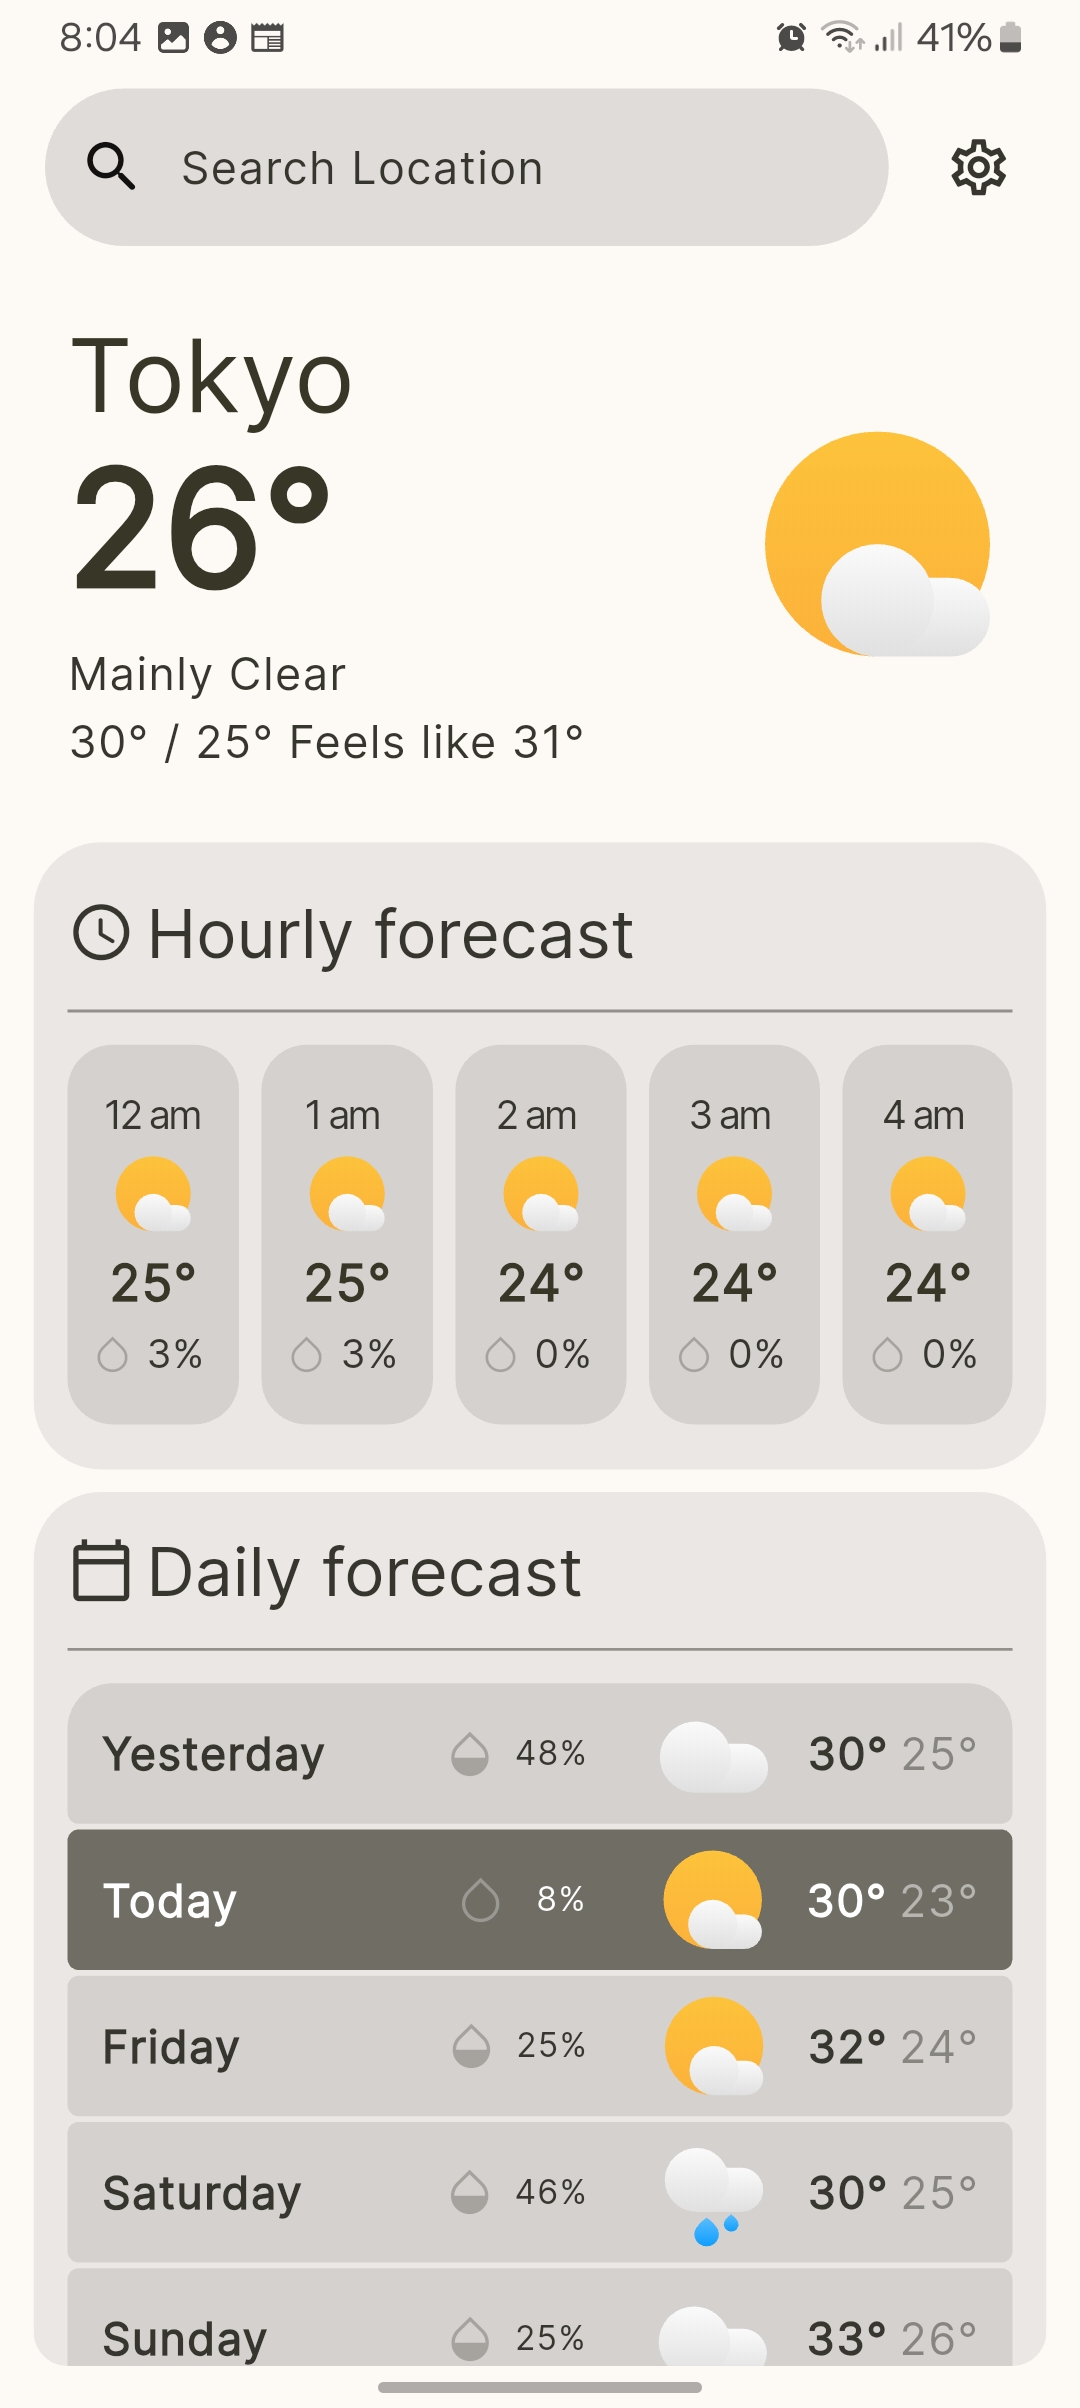 8:04 41%
Search Location
Tokyo
26°
Mainly Clear
30° / 25° Feels like 31°
Hourly forecast
12 am 1 am 2 am 3 am 4 am
25° 25° 24° 24° 24°
3% 3% 0% 0% 0%
Daily forecast
Yesterday 48% 30° 25°
Today 8% 30° 23°
Friday 25% 32° 24°
Saturday 46% 30° 25°
Sunday 25% 33° 26°